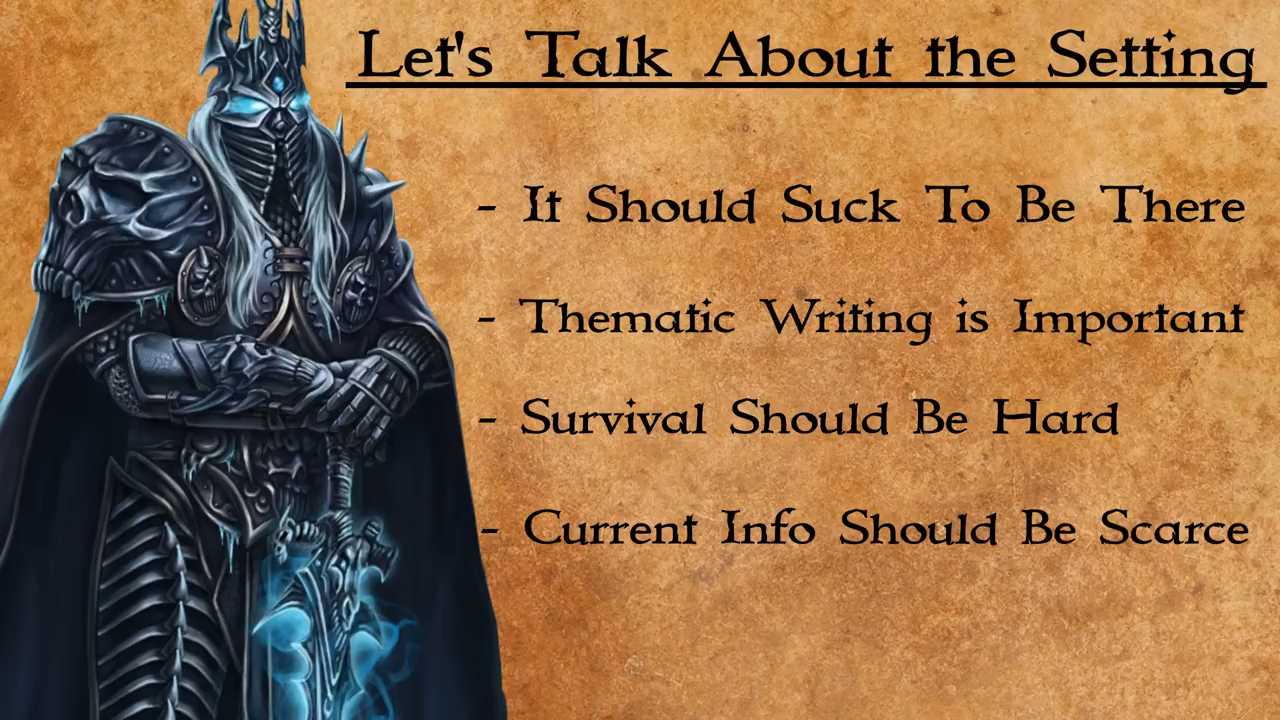 Let's Talk About the Setting
- It Should Suck To Be There
- Thematic Writing is Important
- Survival Should Be Hard
- Current Info Should Be Scarce